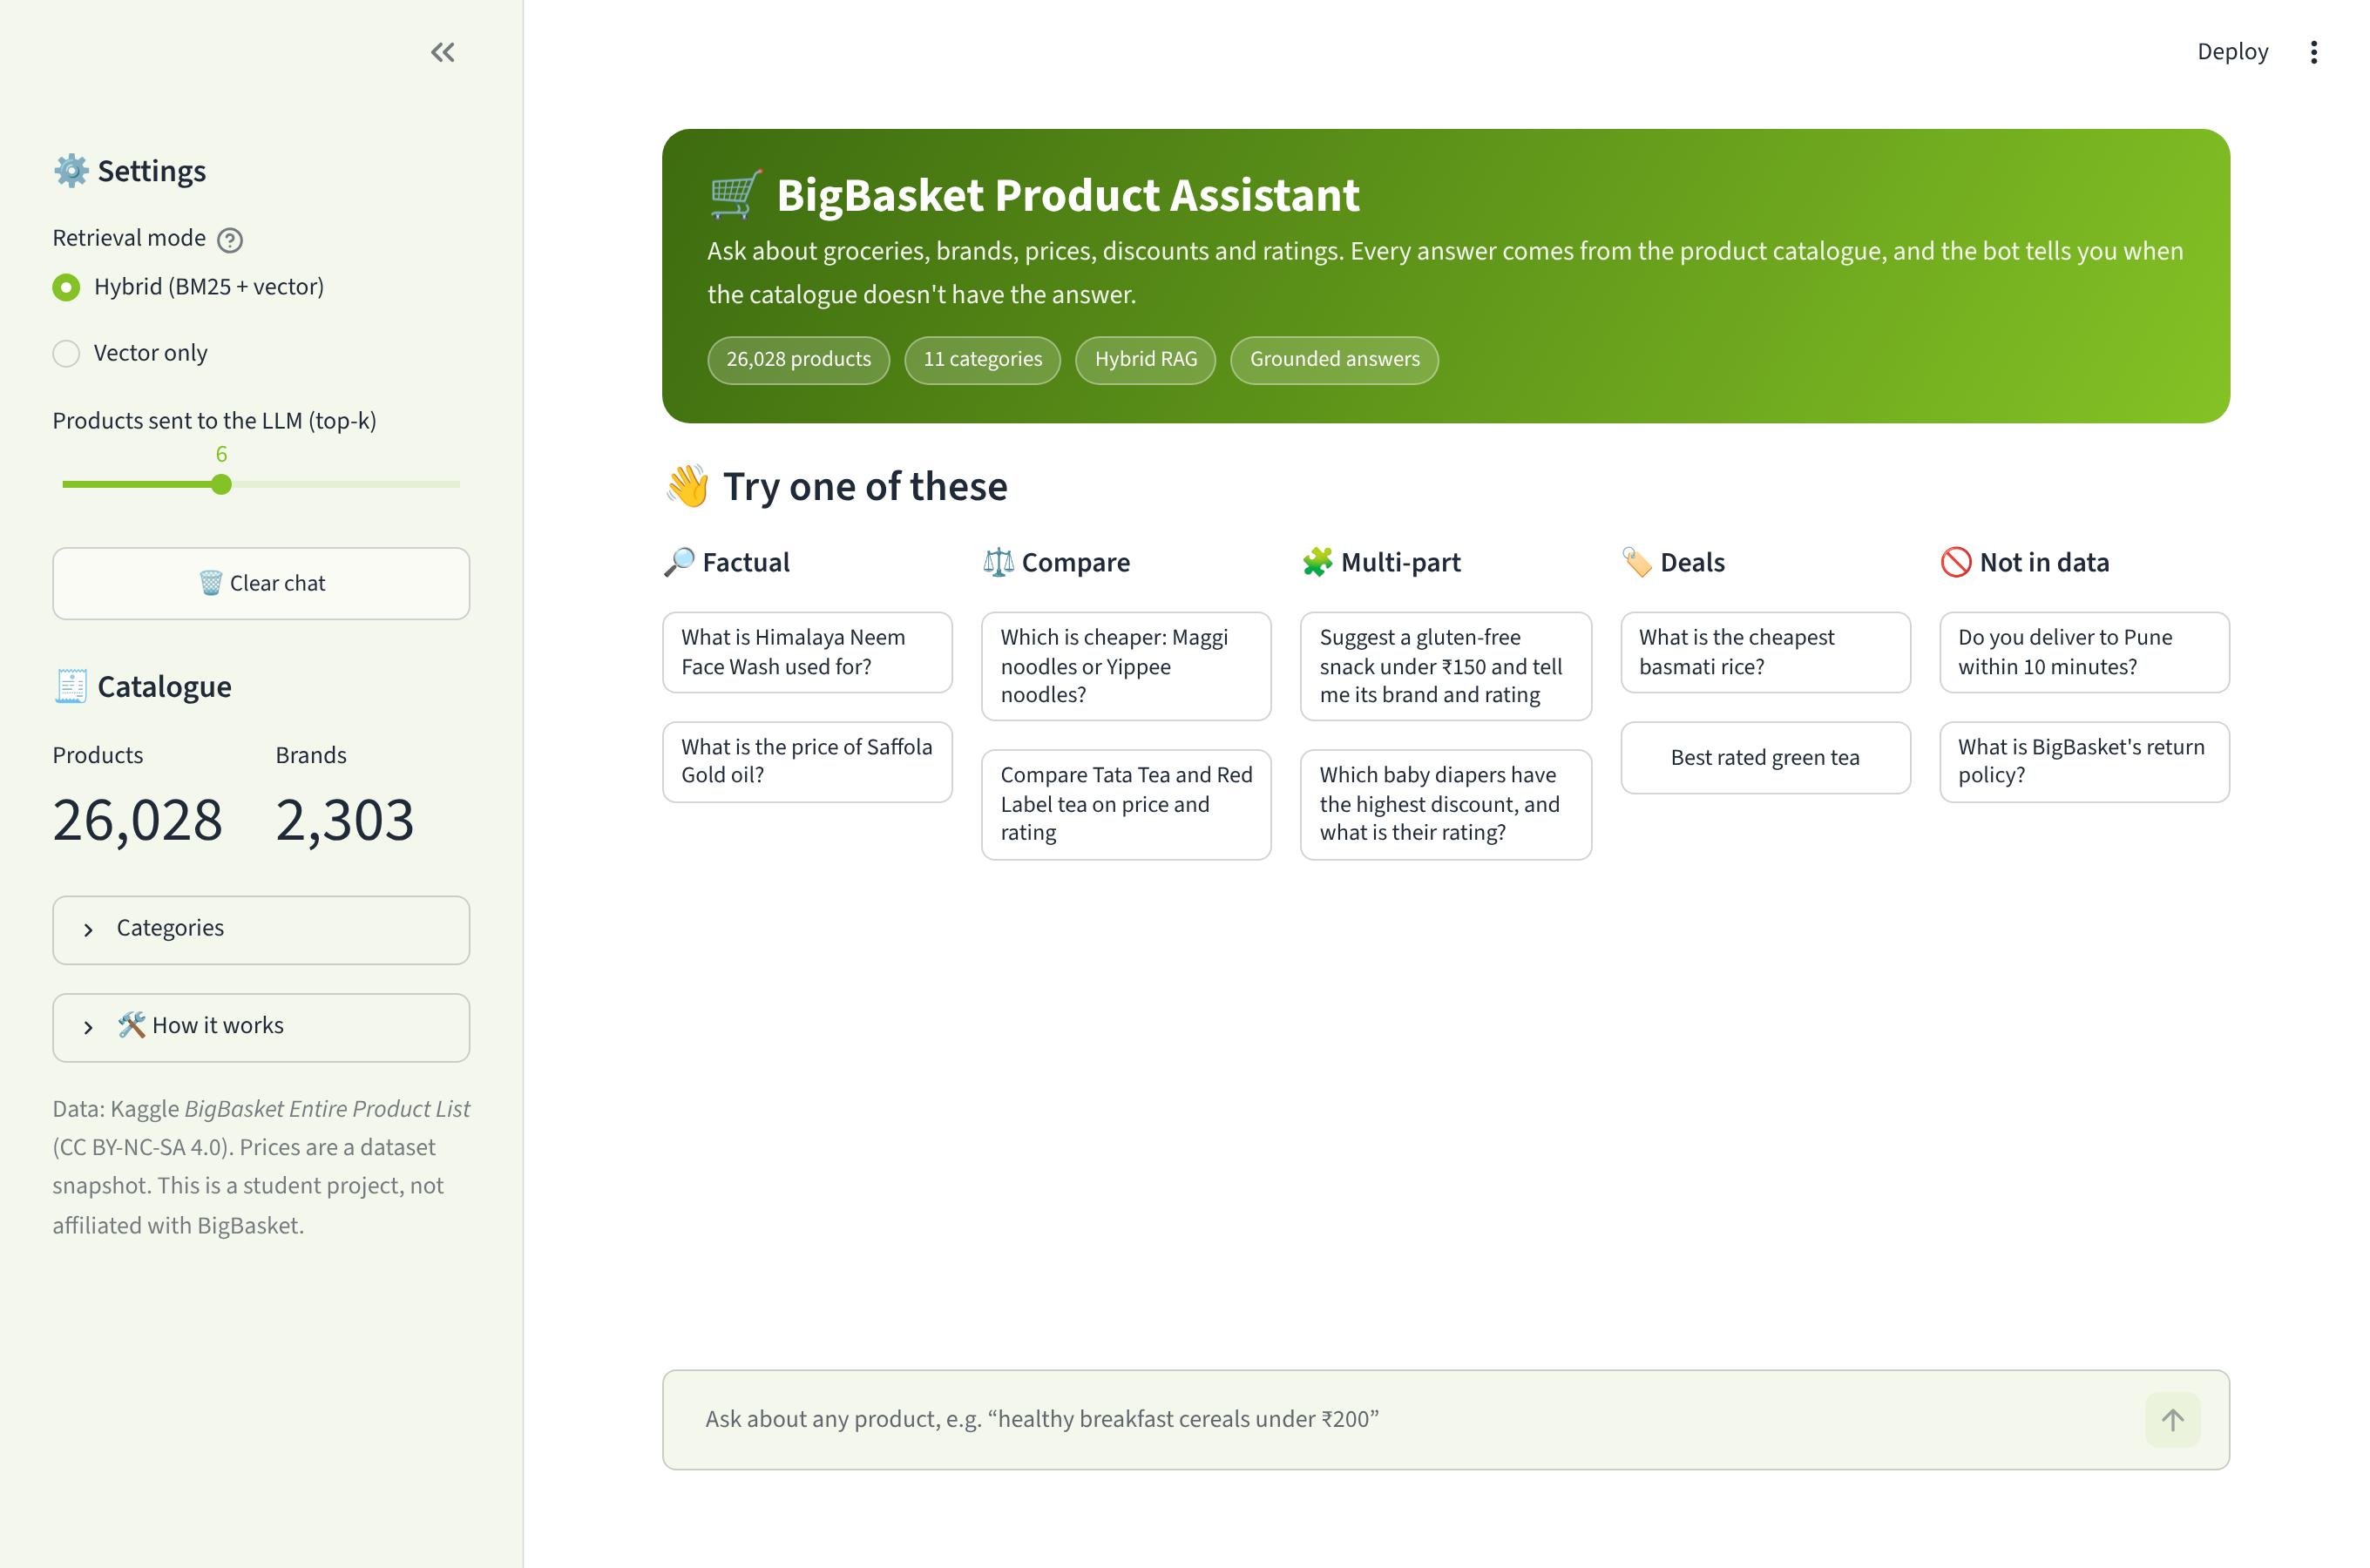 Deploy
⚙️ Settings
Retrieval mode
Hybrid (BM25 + vector)
Vector only
Products sent to the LLM (top-k)
6
🗑️ Clear chat
🧾 Catalogue
Products
Brands
26,028
2,303
Categories
🛠️ How it works
Data: Kaggle BigBasket Entire Product List
(CC BY-NC-SA 4.0). Prices are a dataset
snapshot. This is a student project, not
affiliated with BigBasket.
🛒 BigBasket Product Assistant
Ask about groceries, brands, prices, discounts and ratings. Every answer comes from the product catalogue, and the bot tells you when
the catalogue doesn't have the answer.
26,028 products
11 categories
Hybrid RAG
Grounded answers
👋 Try one of these
🔎 Factual
What is Himalaya Neem
Face Wash used for?
What is the price of Saffola
Gold oil?
⚖️ Compare
Which is cheaper: Maggi
noodles or Yippee
noodles?
Compare Tata Tea and Red
Label tea on price and
rating
🧩 Multi-part
Suggest a gluten-free
snack under ₹150 and tell
me its brand and rating
Which baby diapers have
the highest discount, and
what is their rating?
🏷️ Deals
What is the cheapest
basmati rice?
Best rated green tea
🚫 Not in data
Do you deliver to Pune
within 10 minutes?
What is BigBasket's return
policy?
Ask about any product, e.g. “healthy breakfast cereals under ₹200”